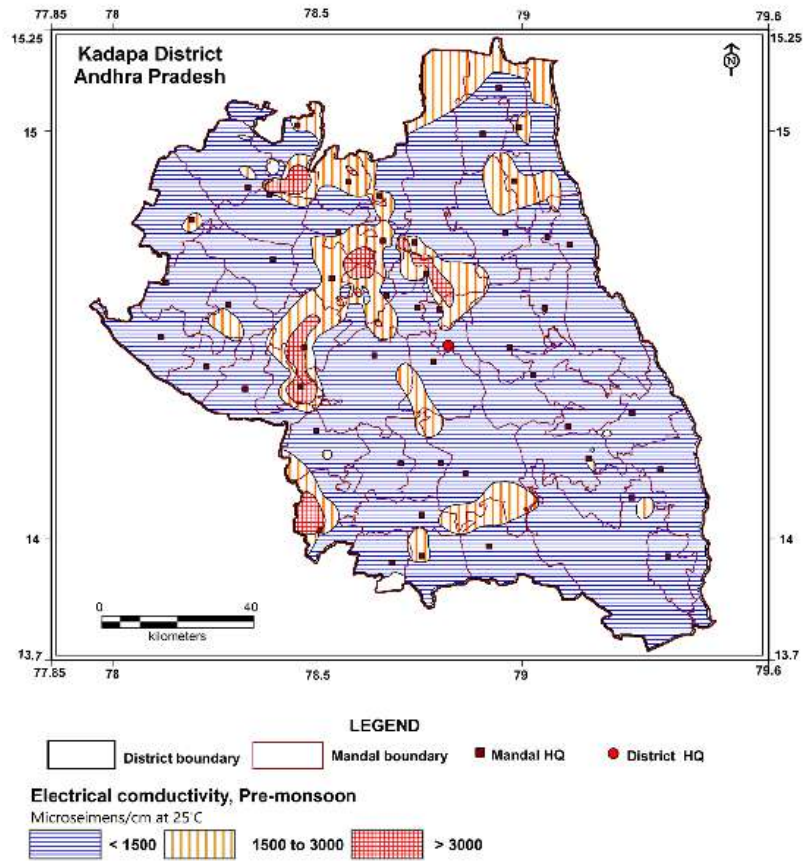 77.85 78 78.5 79 79.6
15.25 15.25
Kadapa District
Andhra Pradesh
N
15 15
14 14
0 40
kilometers
13.7 13.7
77.85 78 78.5 79 79.6
LEGEND
District boundary Mandal boundary Mandal HQ District HQ
Electrical comductivity, Pre-monsoon
Microseimens/cm at 25°C
< 1500 1500 to 3000 > 3000